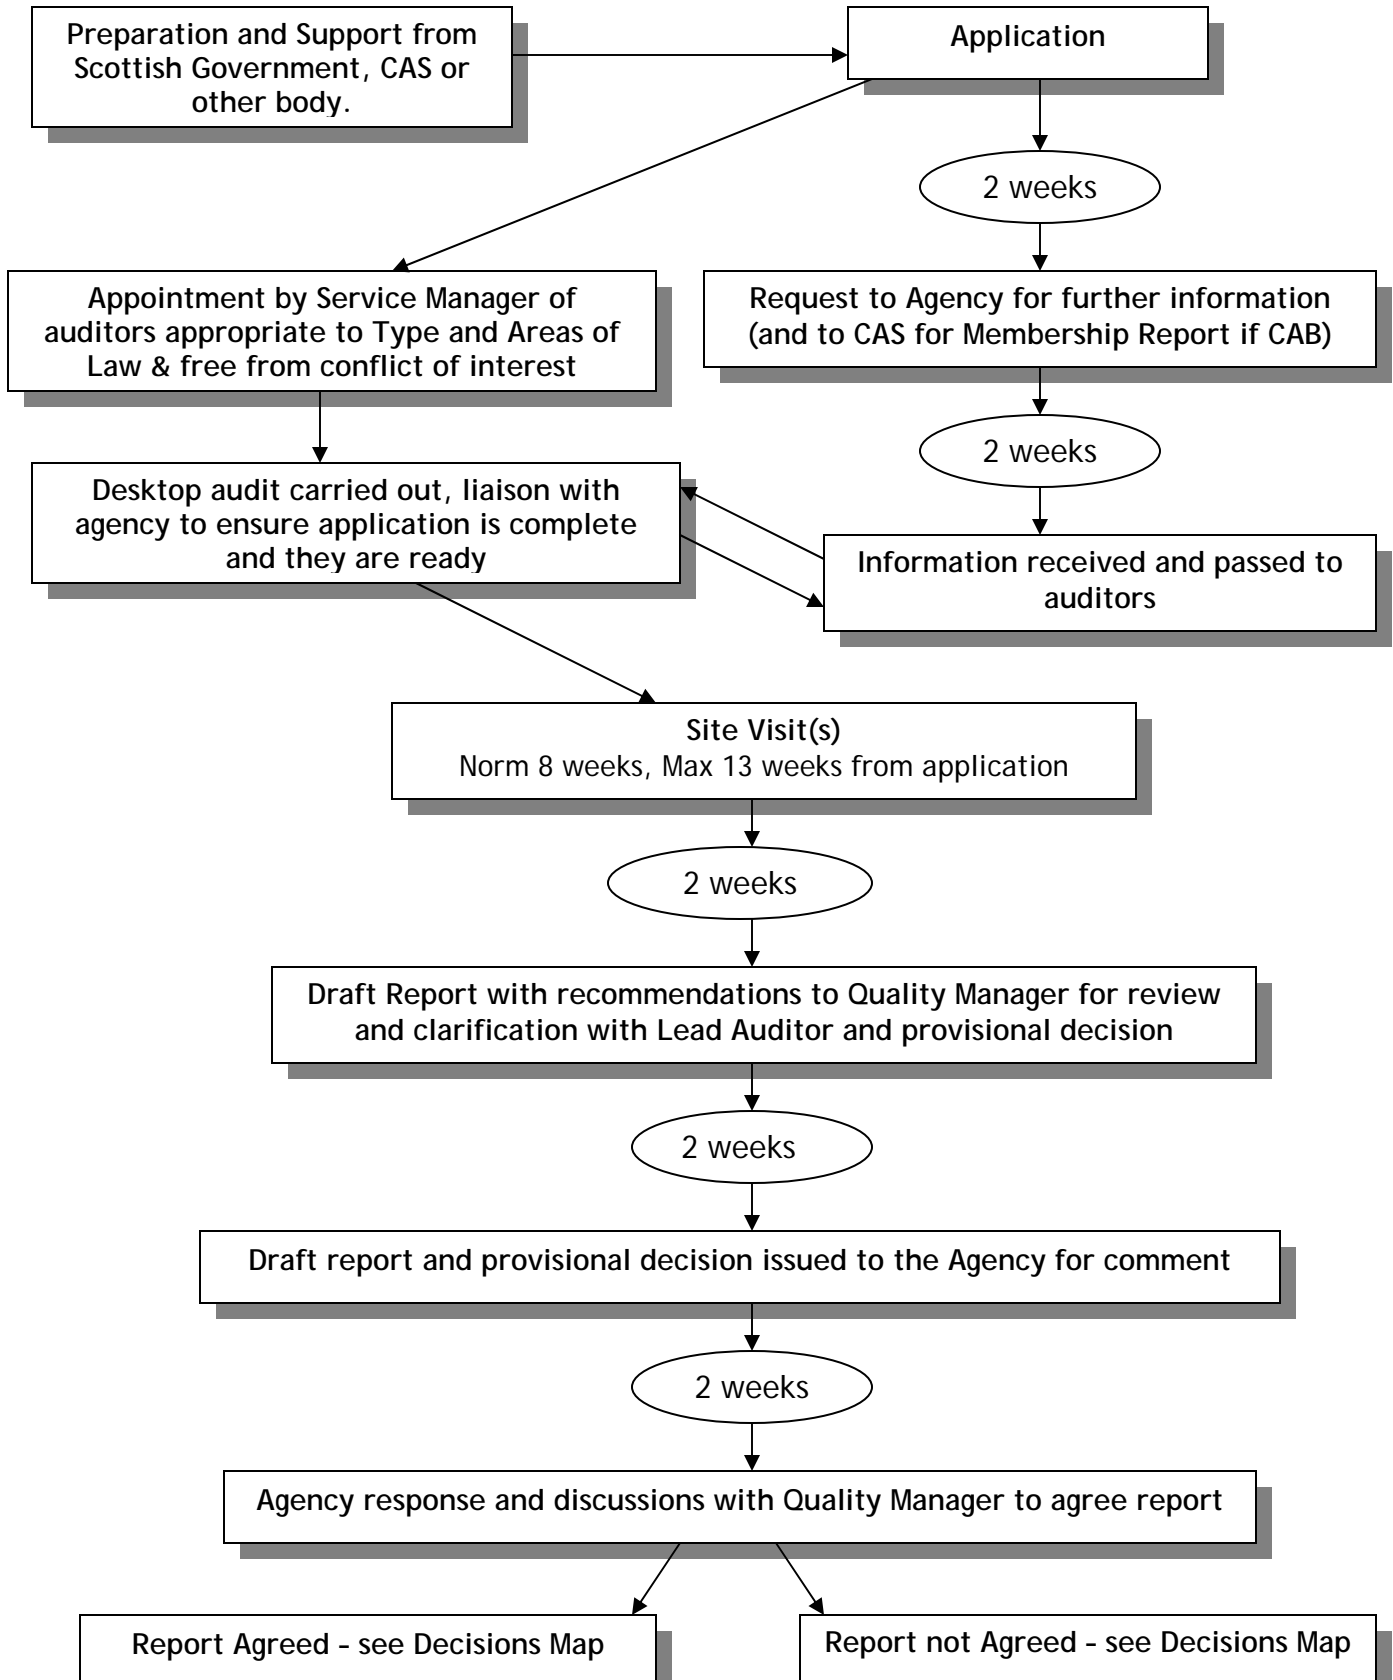 Preparation and Support from
Scottish Government, CAS or
other body.
Application
2 weeks
Appointment by Service Manager of
auditors appropriate to Type and Areas of
Law & free from conflict of interest
Request to Agency for further information
(and to CAS for Membership Report if CAB)
2 weeks
Desktop audit carried out, liaison with
agency to ensure application is complete
and they are ready
Information received and passed to
auditors
Site Visit(s)
Norm 8 weeks, Max 13 weeks from application
2 weeks
Draft Report with recommendations to Quality Manager for review
and clarification with Lead Auditor and provisional decision
2 weeks
Draft report and provisional decision issued to the Agency for comment
2 weeks
Agency response and discussions with Quality Manager to agree report
Report Agreed - see Decisions Map
Report not Agreed - see Decisions Map